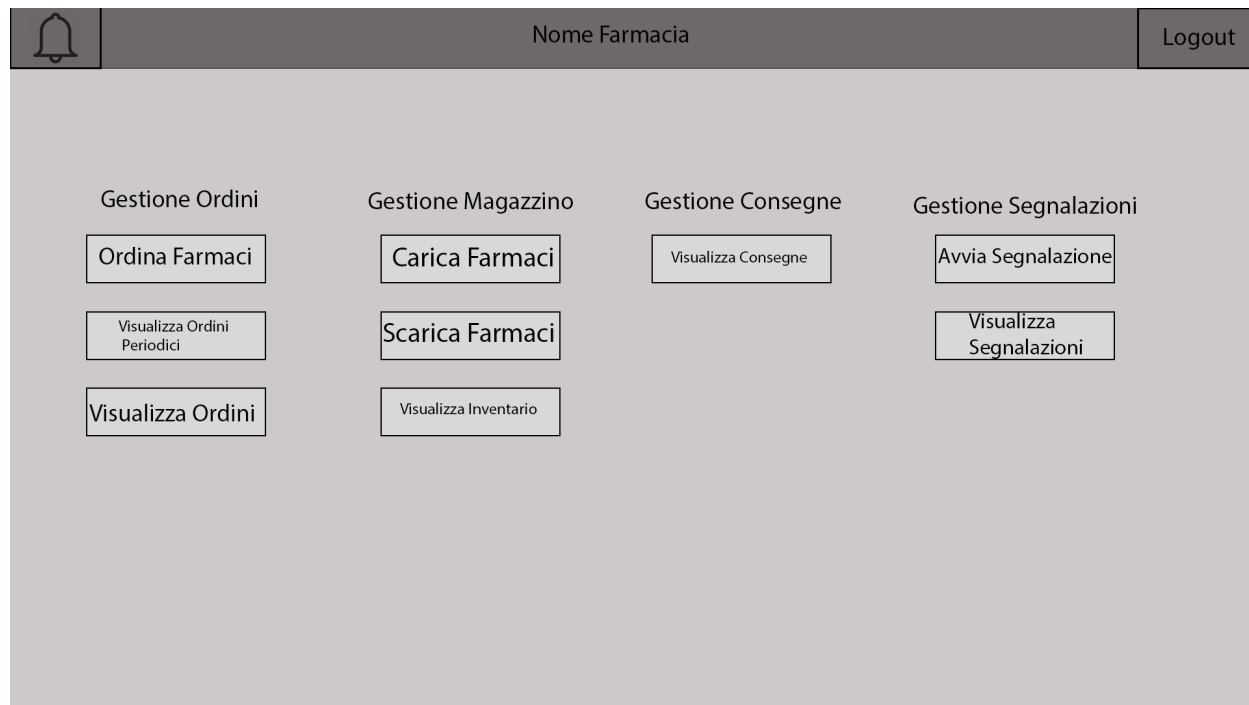 Nome Farmacia
Logout
Gestione Ordini
Ordina Farmaci
Visualizza Ordini
Periodici
Visualizza Ordini
Gestione Magazzino
Carica Farmaci
Scarica Farmaci
Visualizza Inventario
Gestione Consegne
Visualizza Consegne
Gestione Segnalazioni
Avvia Segnalazione
Visualizza
Segnalazioni